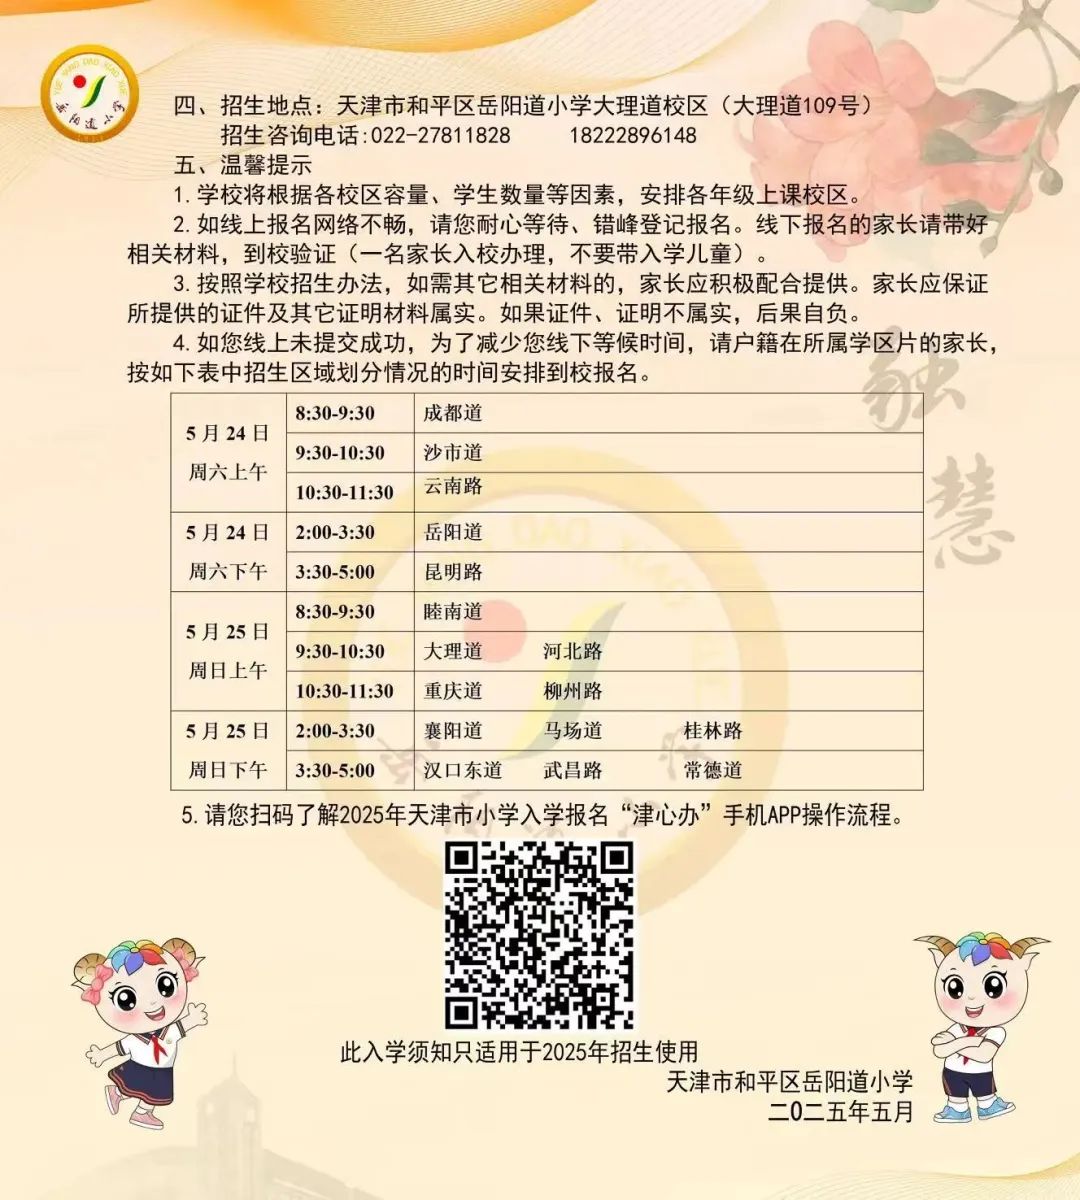 YUE YANG DAO XIAO XUE
岳阳道小学
四、招生地点：天津市和平区岳阳道小学大理道校区（大理道109号）
招生咨询电话:022-27811828 18222896148
五、温馨提示
1.学校将根据各校区容量、学生数量等因素，安排各年级上课校区。
2.如线上报名网络不畅，请您耐心等待、错峰登记报名。线下报名的家长请带好
相关材料，到校验证（一名家长入校办理，不要带入学儿童）。
3.按照学校招生办法，如需其它相关材料的，家长应积极配合提供。家长应保证
所提供的证件及其它证明材料属实。如果证件、证明不属实，后果自负。
4.如您线上未提交成功，为了减少您线下等候时间，请户籍在所属学区片的家长，
按如下表中招生区域划分情况的时间安排到校报名。
融慧
5月24日 周六上午
8:30-9:30 成都道
9:30-10:30 沙市道
10:30-11:30 云南路
5月24日 周六下午
2:00-3:30 岳阳道
3:30-5:00 昆明路
5月25日 周日上午
8:30-9:30 睦南道
9:30-10:30 大理道 河北路
10:30-11:30 重庆道 柳州路
5月25日 周日下午
2:00-3:30 襄阳道 马场道 桂林路
3:30-5:00 汉口东道 武昌路 常德道
5.请您扫码了解2025年天津市小学入学报名“津心办”手机APP操作流程。
此入学须知只适用于2025年招生使用
天津市和平区岳阳道小学
二〇二五年五月